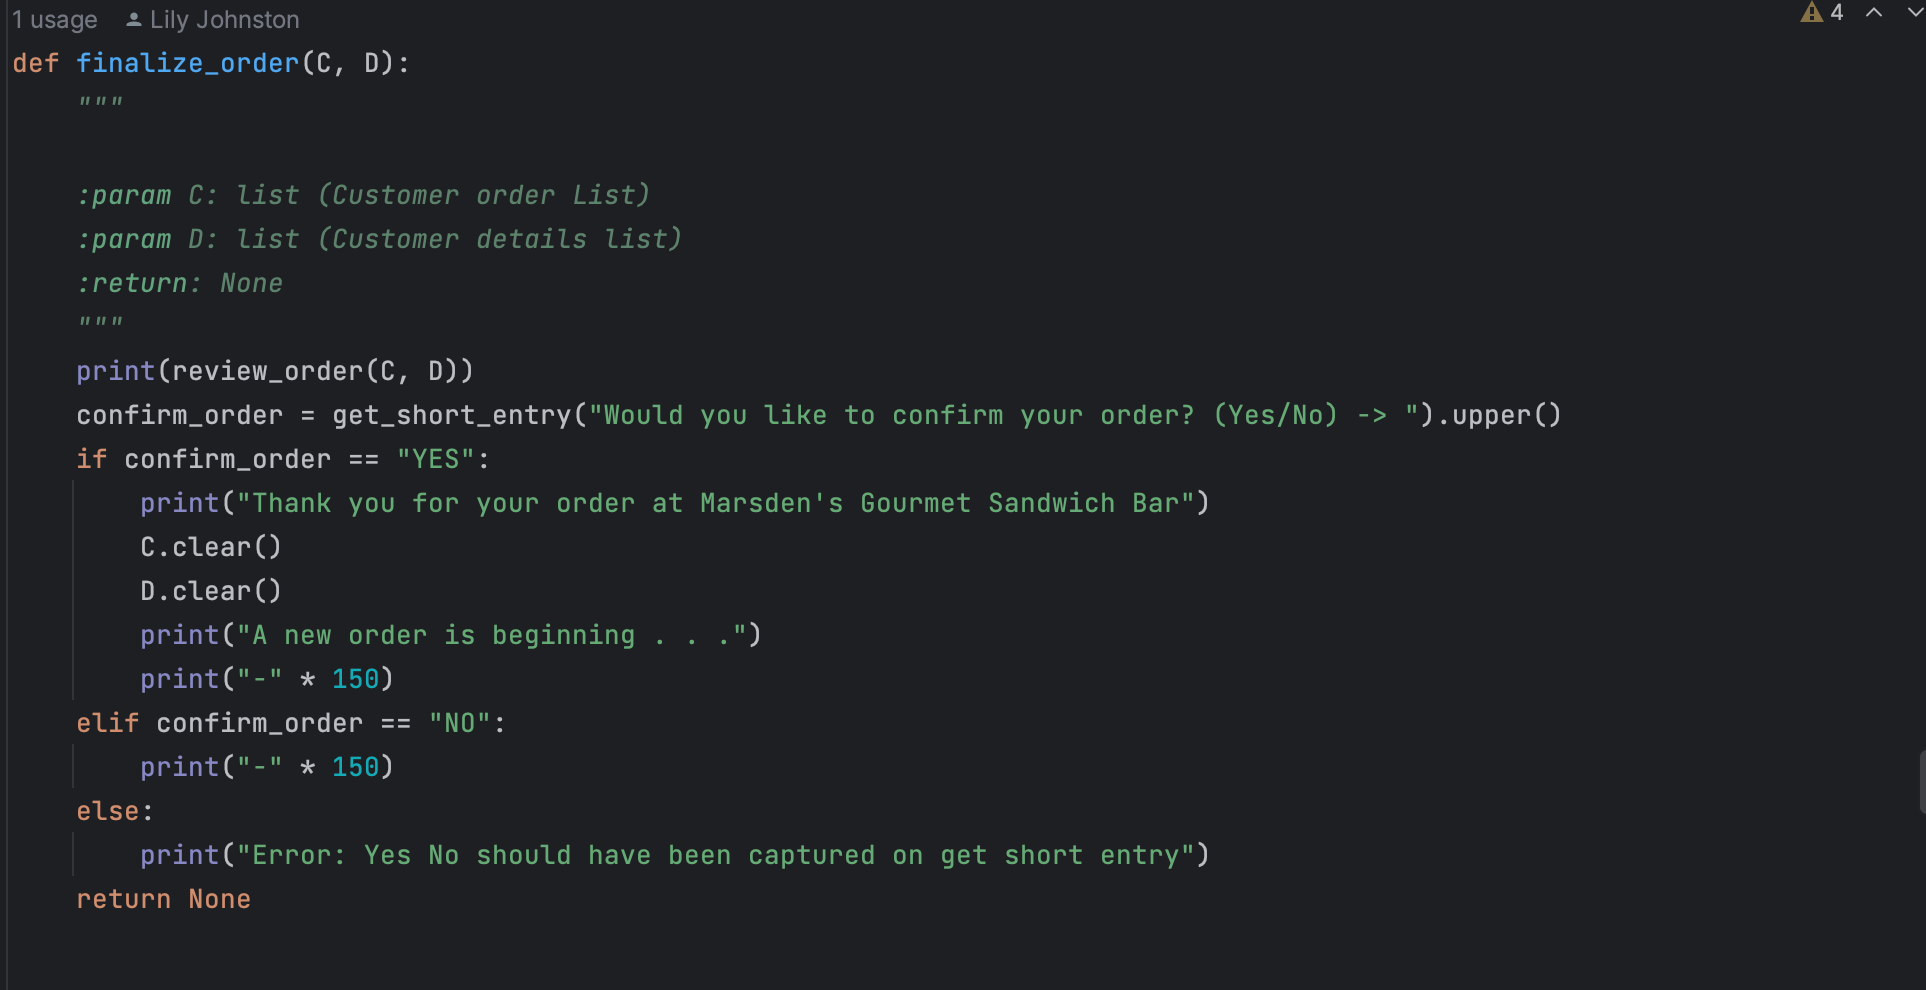 1 usage Lily Johnston 4
def finalize_order(C, D):
"""
:param C: list (Customer order List)
:param D: list (Customer details list)
:return: None
"""
print(review_order(C, D))
confirm_order = get_short_entry("Would you like to confirm your order? (Yes/No) -> ").upper()
if confirm_order == "YES":
print("Thank you for your order at Marsden's Gourmet Sandwich Bar")
C.clear()
D.clear()
print("A new order is beginning . . .")
print("-" * 150)
elif confirm_order == "NO":
print("-" * 150)
else:
print("Error: Yes No should have been captured on get short entry")
return None